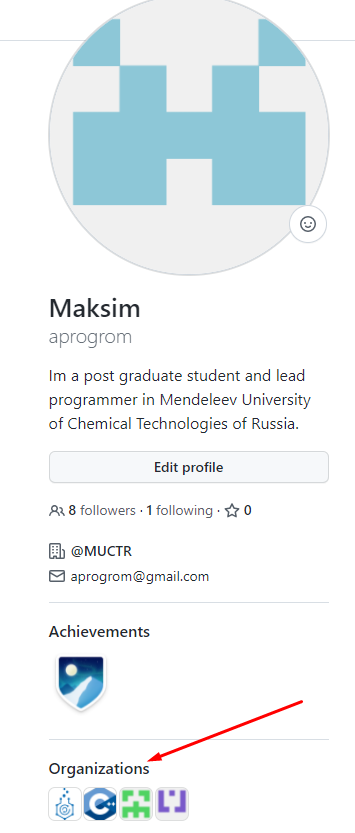 Maksim
aprogrom
Im a post graduate student and lead
programmer in Mendeleev University
of Chemical Technologies of Russia.
Edit profile
8 followers · 1 following · 0
@MUCTR
aprogrom@gmail.com
Achievements
Organizations
C++